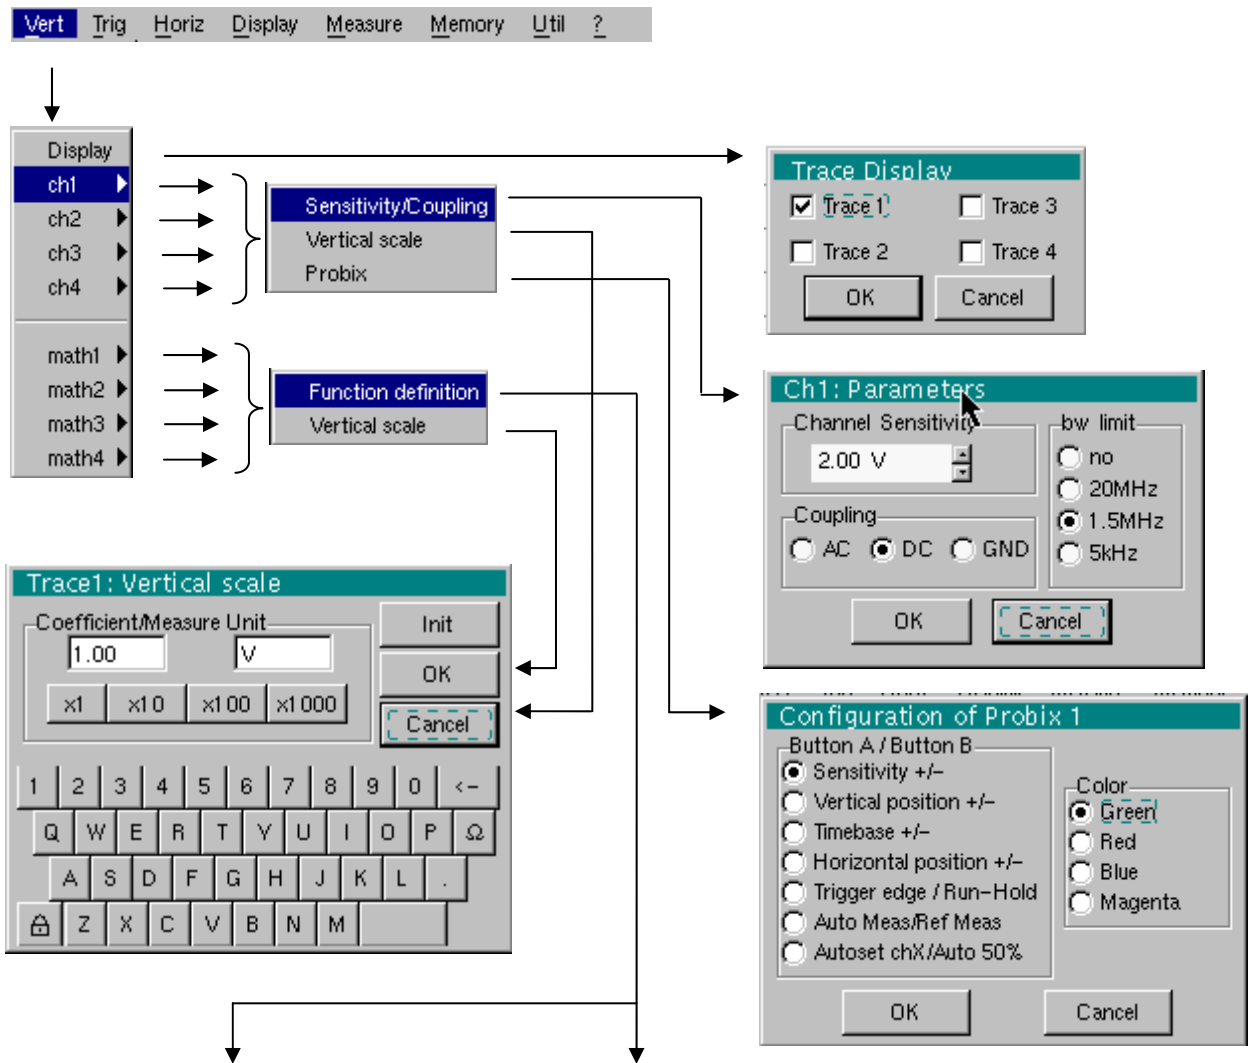 Vert Trig Horiz Display Measure Memory Util ?
Display
ch1
ch2
ch3
ch4
math1
math2
math3
math4
Sensitivity/Coupling
Vertical scale
Probix
Function definition
Vertical scale
Trace Display
Trace 1 Trace 3
Trace 2 Trace 4
OK Cancel
Ch1: Parameters
Channel Sensitivity
2.00 V
Coupling
AC DC GND
bw limit
no
20MHz
1.5MHz
5kHz
OK Cancel
Trace1: Vertical scale
Coefficient/Measure Unit
1.00 V
x1 x10 x100 x1000
Init
OK
Cancel
1 2 3 4 5 6 7 8 9 0 <-
Q W E R T Y U I O P Ω
A S D F G H J K L .
Z X C V B N M
Configuration of Probix 1
Button A / Button B
Sensitivity +/-
Vertical position +/-
Timebase +/-
Horizontal position +/-
Trigger edge / Run-Hold
Auto Meas/Ref Meas
Autoset chX/Auto 50%
Color
Green
Red
Blue
Magenta
OK Cancel